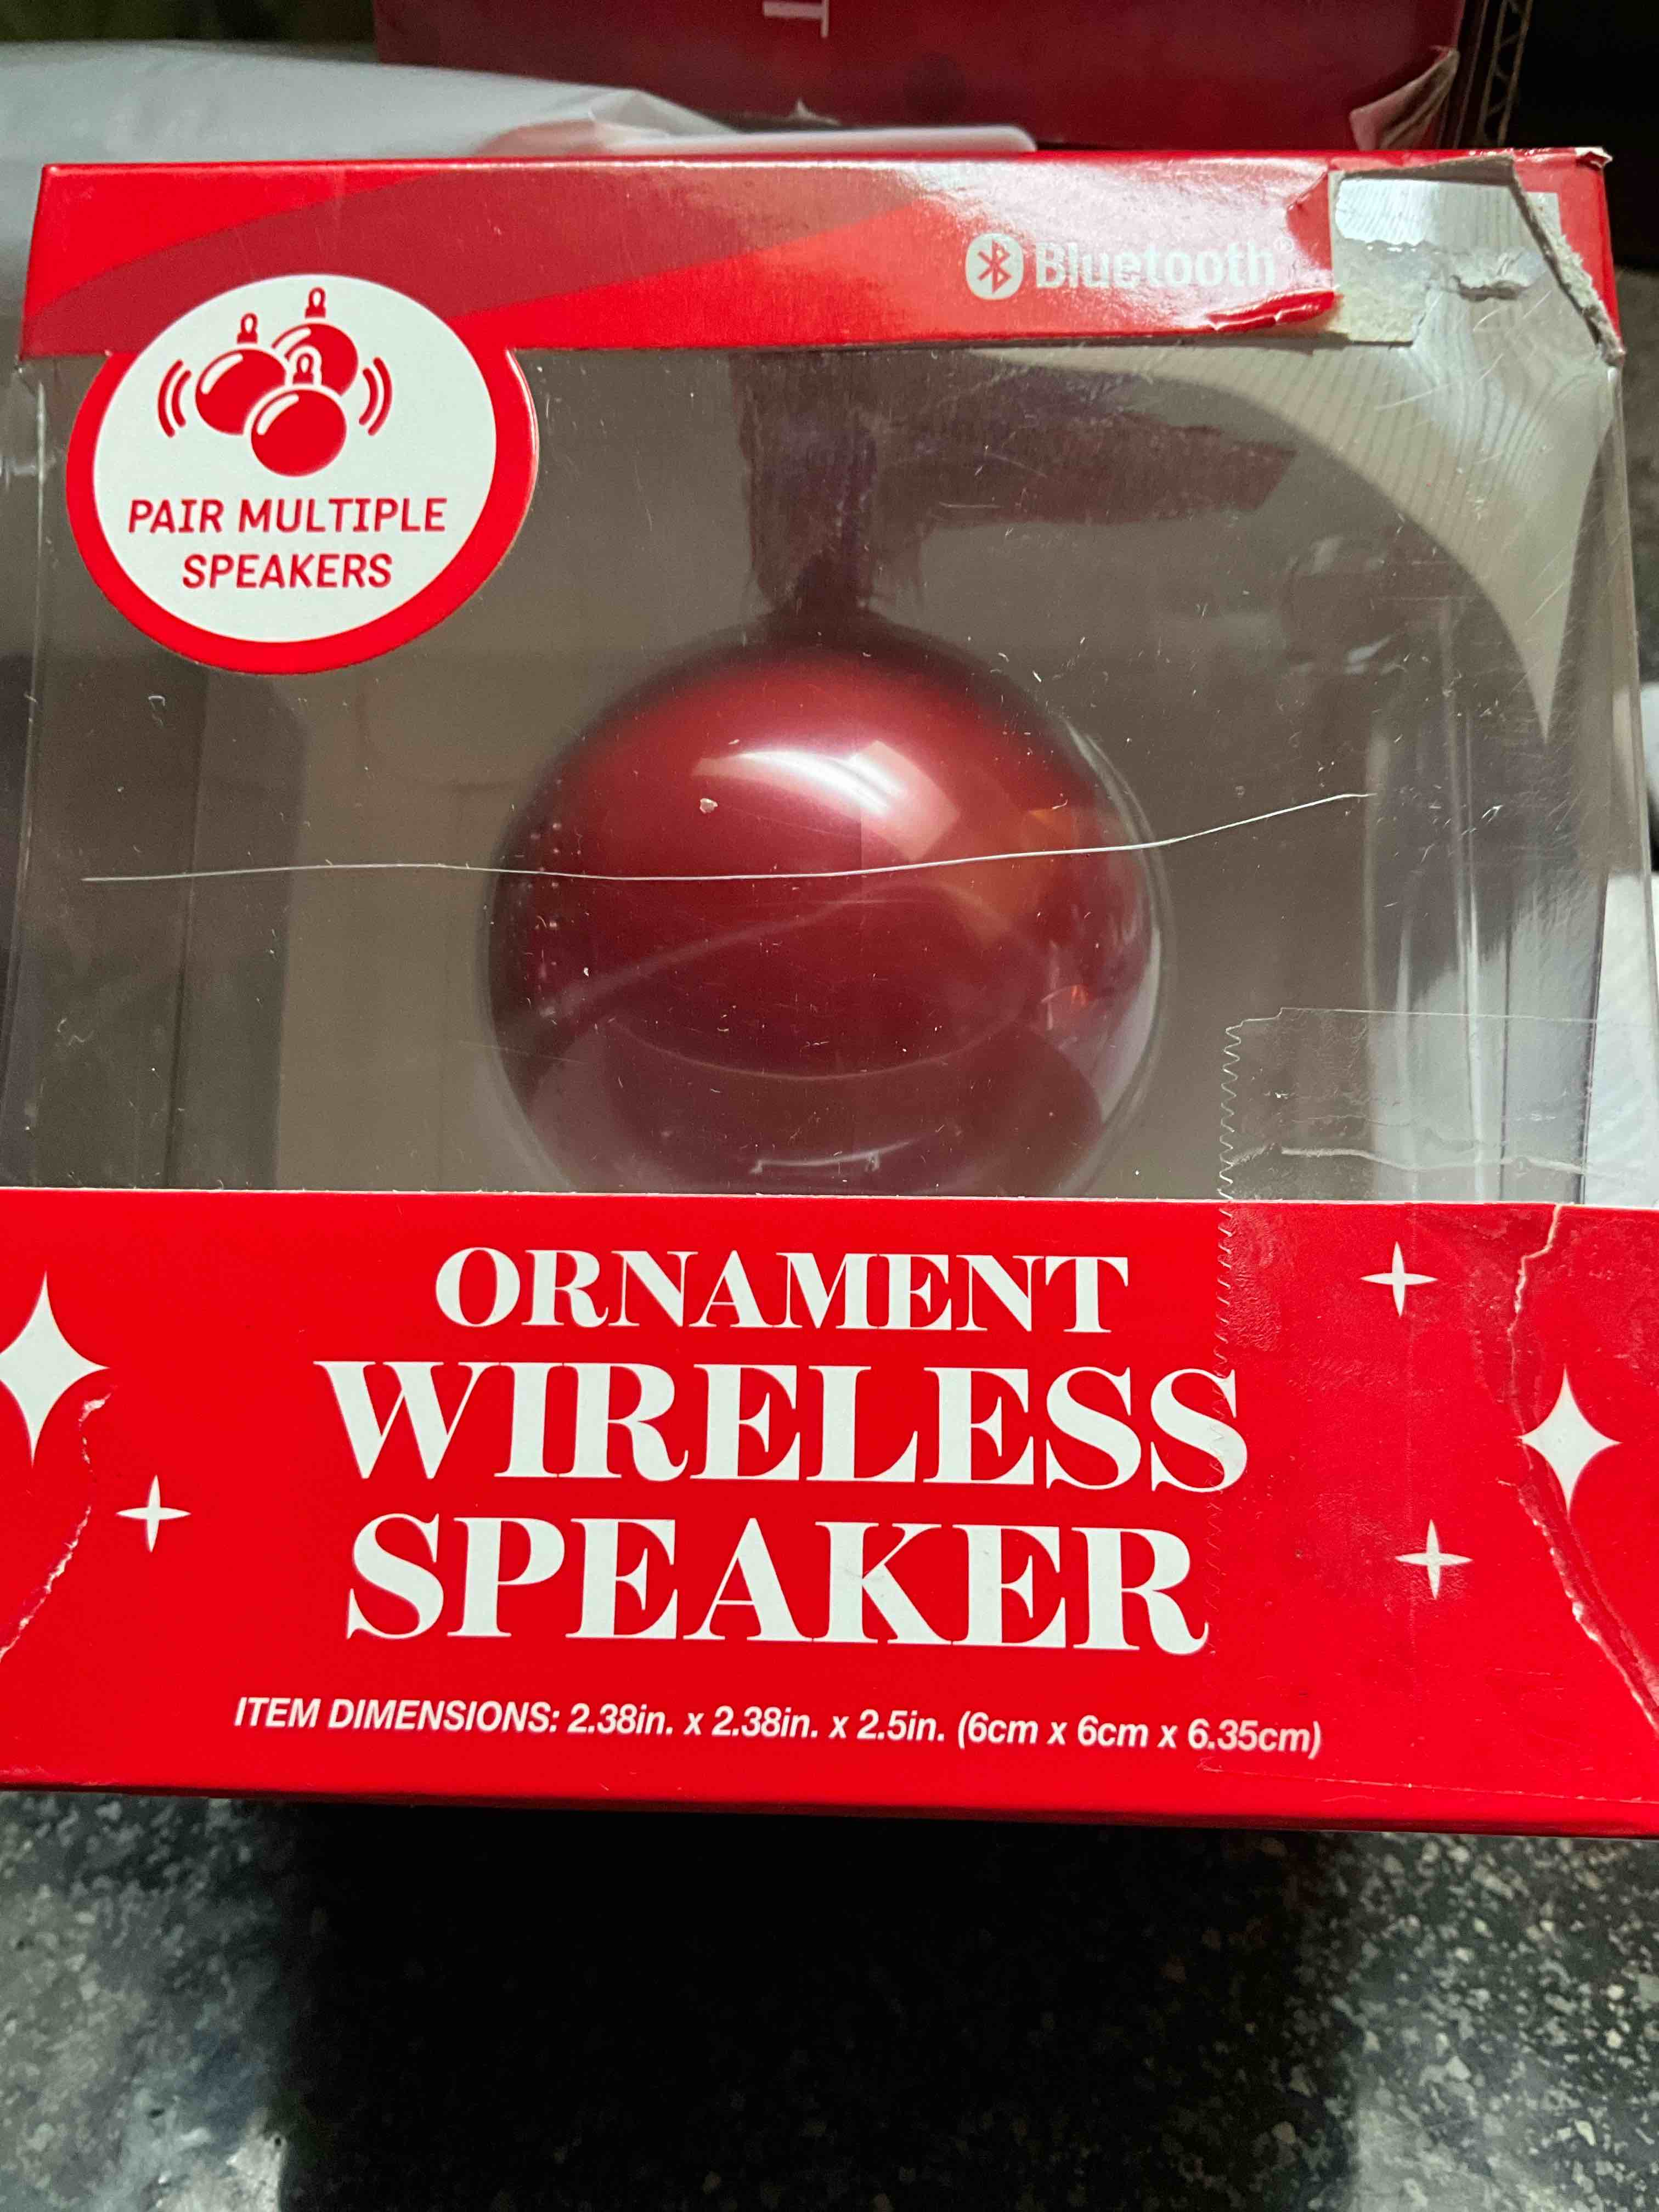 Bluetooth®
PAIR MULTIPLE
SPEAKERS
ORNAMENT
WIRELESS
SPEAKER
ITEM DIMENSIONS: 2.38in. x 2.38in. x 2.5in. (6cm x 6cm x 6.35cm)